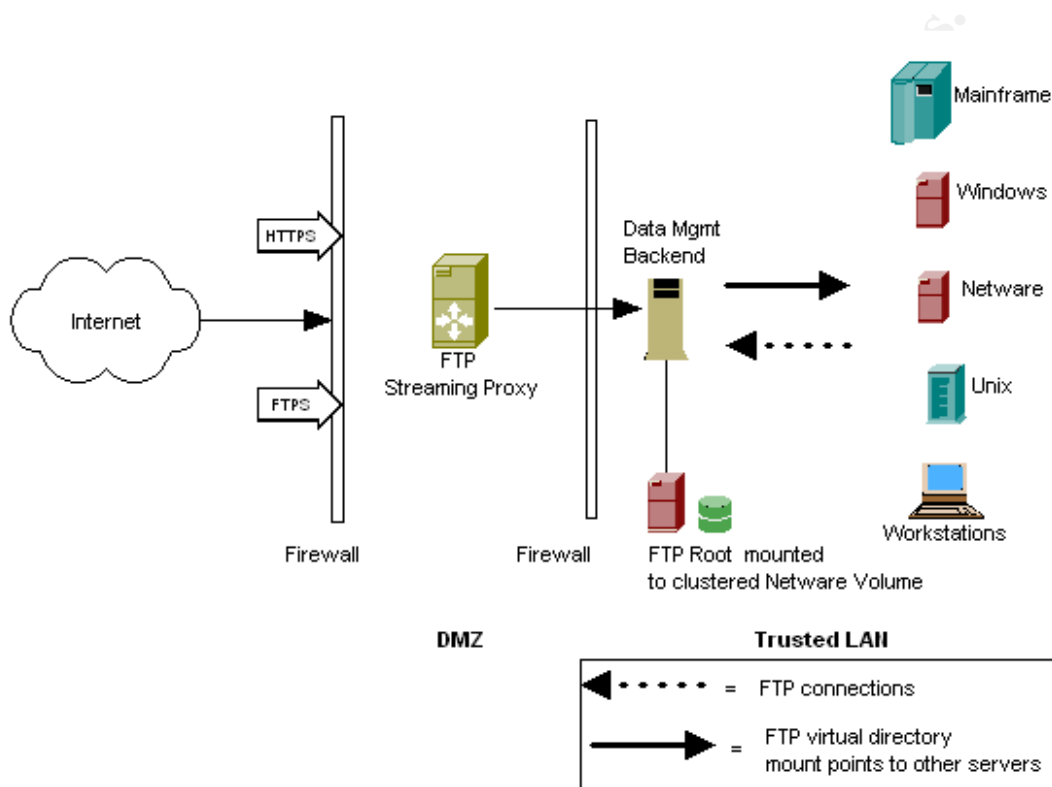 Mainframe
Windows
HTTPS
Data Mgmt
Backend
Netware
Internet
FTP
Streaming Proxy
Unix
FTPS
Workstations
Firewall
Firewall
FTP Root mounted
to clustered Netware Volume
DMZ
Trusted LAN
= FTP connections
= FTP virtual directory
mount points to other servers